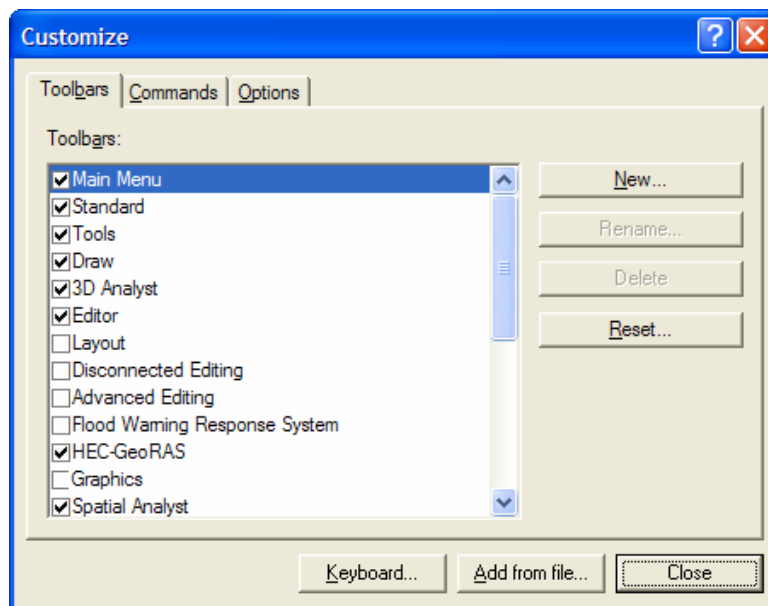 Customize
Toolbars Commands Options
Toolbars:
Main Menu
Standard
Tools
Draw
3D Analyst
Editor
Layout
Disconnected Editing
Advanced Editing
Flood Warning Response System
HEC-GeoRAS
Graphics
Spatial Analyst
New...
Rename...
Delete
Reset...
Keyboard... Add from file... Close